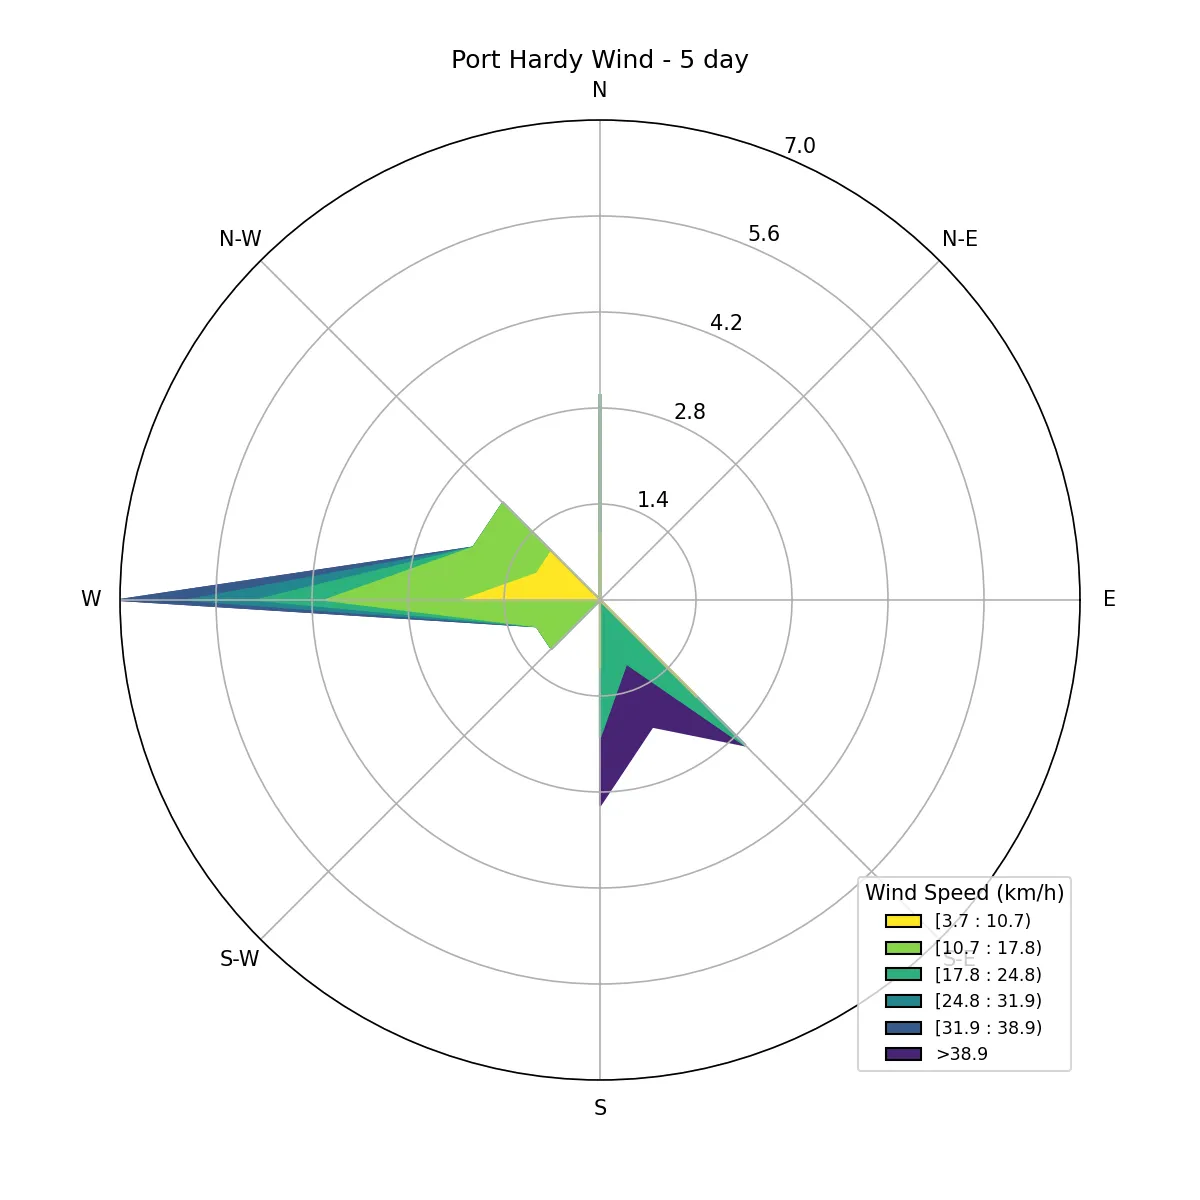 Port Hardy Wind - 5 day
N
7.0
N-W
5.6
N-E
4.2
2.8
1.4
W
E
Wind Speed (km/h)
[3.7 : 10.7)
[10.7 : 17.8)
S-W
S-E
[17.8 : 24.8)
[24.8 : 31.9)
[31.9 : 38.9)
>38.9
S